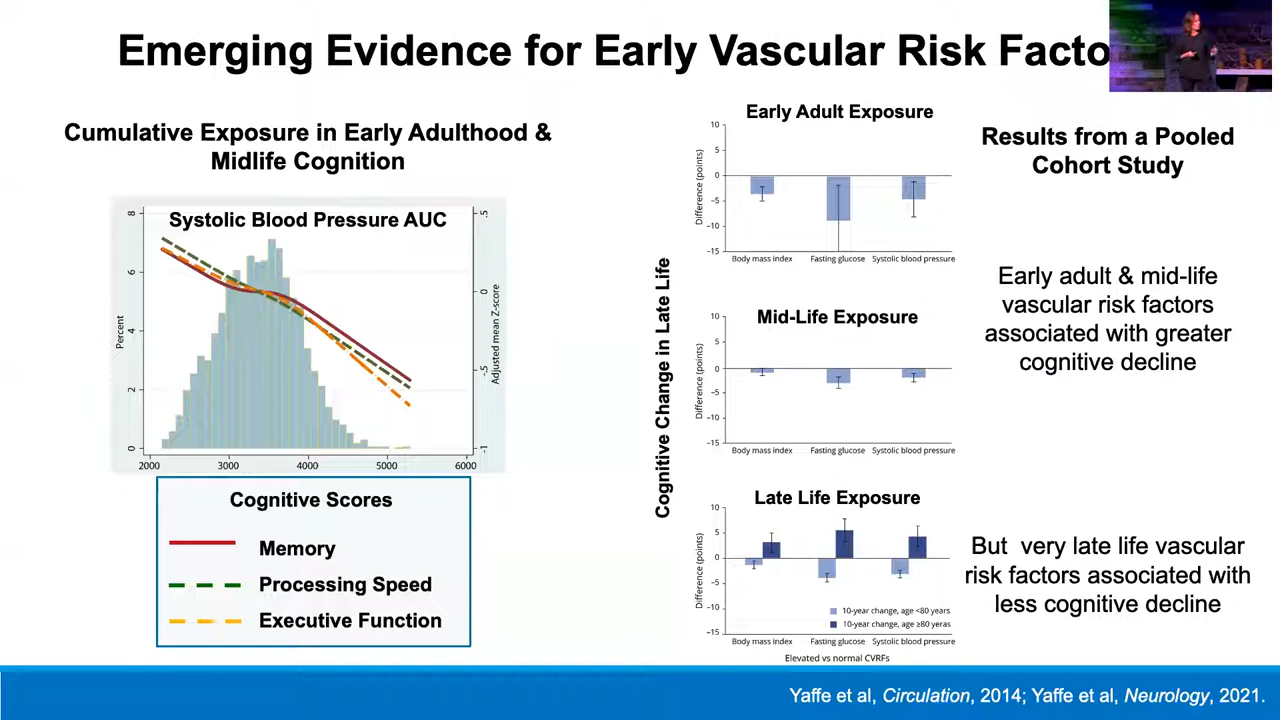 Emerging Evidence for Early Vascular Risk Facto
Cumulative Exposure in Early Adulthood &
Midlife Cognition
Systolic Blood Pressure AUC
8
6
4
2
0
Percent
.5
0
-.5
-1
Adjusted mean Z-score
2000 3000 4000 5000 6000
Cognitive Scores
Memory
Processing Speed
Executive Function
Cognitive Change in Late Life
Early Adult Exposure
Difference (points)
10
5
0
−5
−10
−15
Body mass index Fasting glucose Systolic blood pressure
Mid-Life Exposure
Difference (points)
10
5
0
−5
−10
−15
Body mass index Fasting glucose Systolic blood pressure
Late Life Exposure
Difference (points)
10
5
0
−5
−10
−15
10-year change, age <80 years
10-year change, age ≥80 yeras
Body mass index Fasting glucose Systolic blood pressure
Elevated vs normal CVRFs
Results from a Pooled
Cohort Study
Early adult & mid-life
vascular risk factors
associated with greater
cognitive decline
But very late life vascular
risk factors associated with
less cognitive decline
Yaffe et al, Circulation, 2014; Yaffe et al, Neurology, 2021.